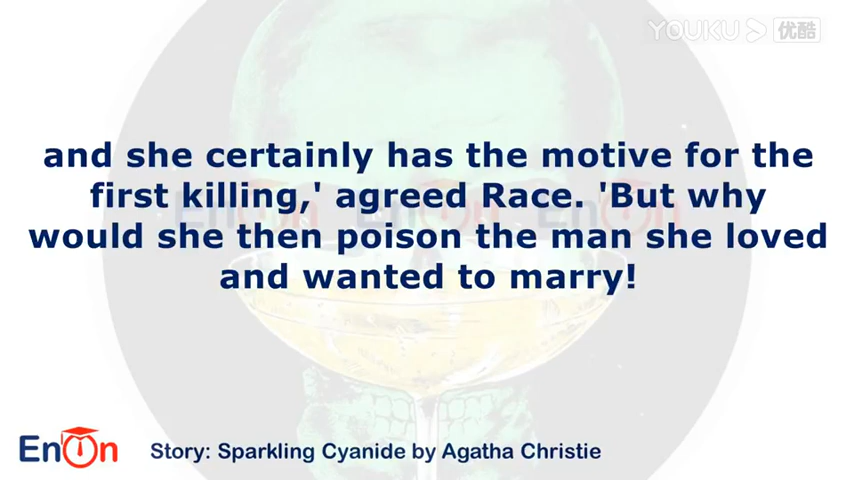 YOUKU 优酷
and she certainly has the motive for the
first killing,' agreed Race. 'But why
would she then poison the man she loved
and wanted to marry!
EnOn
Story: Sparkling Cyanide by Agatha Christie